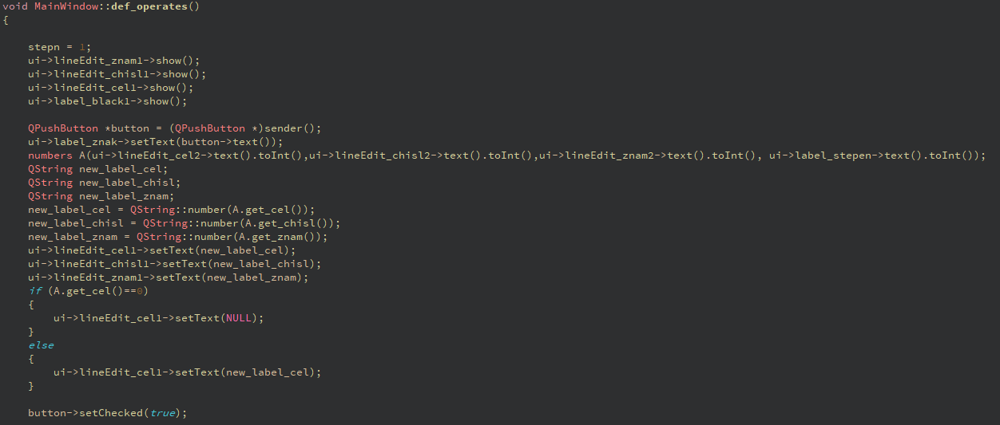 void MainWindow::def_operates()
{
stepn = 1;
ui->lineEdit_znam1->show();
ui->lineEdit_chisl1->show();
ui->lineEdit_cel1->show();
ui->label_black1->show();
QPushButton *button = (QPushButton *)sender();
ui->label_znak->setText(button->text());
numbers A(ui->lineEdit_cel2->text().toInt(),ui->lineEdit_chisl2->text().toInt(),ui->lineEdit_znam2->text().toInt(), ui->label_stepen->text().toInt());
QString new_label_cel;
QString new_label_chisl;
QString new_label_znam;
new_label_cel = QString::number(A.get_cel());
new_label_chisl = QString::number(A.get_chisl());
new_label_znam = QString::number(A.get_znam());
ui->lineEdit_cel1->setText(new_label_cel);
ui->lineEdit_chisl1->setText(new_label_chisl);
ui->lineEdit_znam1->setText(new_label_znam);
if (A.get_cel()==0)
{
ui->lineEdit_cel1->setText(NULL);
}
else
{
ui->lineEdit_cel1->setText(new_label_cel);
}
button->setChecked(true);